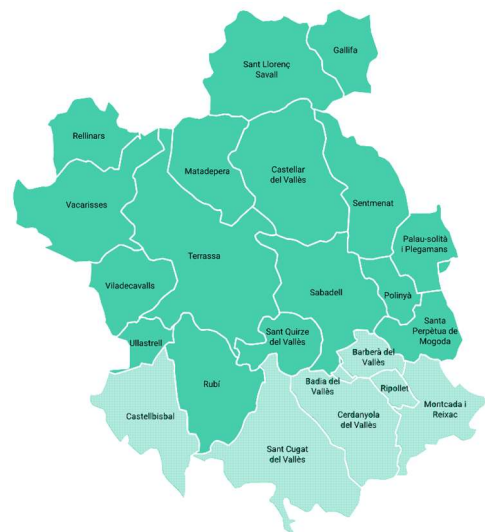 Gallifa
Sant Llorenç
Savall
Rellinars
Matadepera
Castellar
del Vallès
Vacarisses
Sentmenat
Palau-solità
i Plegamans
Terrassa
Viladecavalls
Sabadell
Polinyà
Santa
Perpètua de
Mogoda
Ullastrell
Sant Quirze
del Vallès
Barberà del
Vallès
Rubí
Badia del
Vallès
Ripollet
Montcada i
Reixac
Castellbisbal
Cerdanyola
del Vallès
Sant Cugat
del Vallès